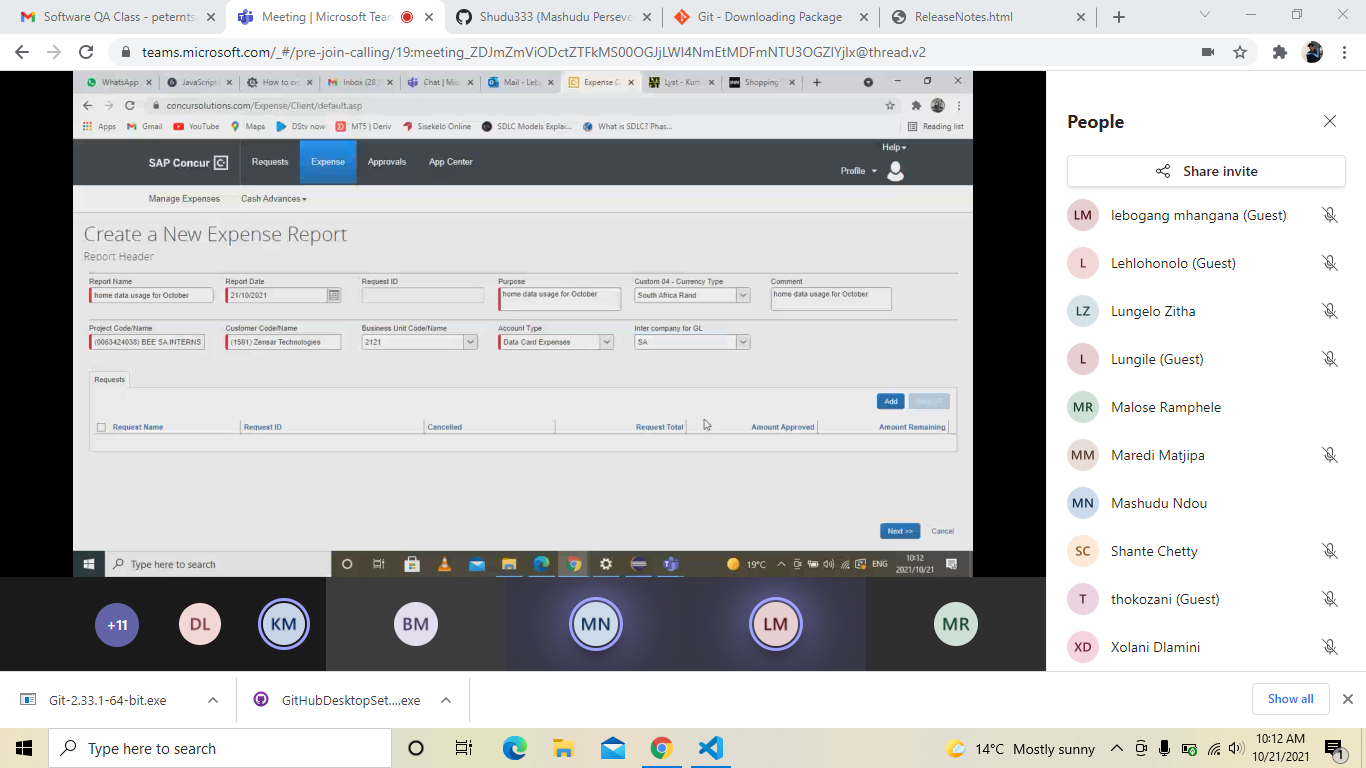 Software QA Class - peternts
Meeting | Microsoft Tean
Shudu333 (Mashudu Perseve
Git - Downloading Package
ReleaseNotes.html
teams.microsoft.com/_#/pre-join-calling/19:meeting_ZDJmZmViODctZTFkMS00OGJjLWI4NmEtMDFmNTU3OGZlYjIx@thread.v2
WhatsApp
JavaScript
How to cre
Inbox (28
Chat | Mic
Mail - Leb
Expense C
Lyst - Kurt
Shopping
concursolutions.com/Expense/Client/default.asp
Apps
Gmail
YouTube
Maps
DStv now
MT5 | Deriv
Sisekelo Online
SDLC Models Explai...
What is SDLC? Phas...
Reading list
SAP Concur
Requests
Expense
Approvals
App Center
Help
Profile
Manage Expenses
Cash Advances
Create a New Expense Report
Report Header
Report Name
Report Date
Request ID
Purpose
Custom 04 - Currency Type
Comment
home data usage for October
21/10/2021
home data usage for October
South Africa Rand
home data usage for October
Project Code/Name
Customer Code/Name
Business Unit Code/Name
Account Type
Inter company for GL
(0063424038) BEE SA INTERNS
(1591) Zensar Technologies
2121
Data Card Expenses
SA
Requests
Add
Request Name
Request ID
Cancelled
Request Total
Amount Approved
Amount Remaining
Next >>
Cancel
Type here to search
19°C
ENG
10:12
2021/10/21
People
Share invite
LM
lebogang mhangana (Guest)
L
Lehlohonolo (Guest)
LZ
Lungelo Zitha
L
Lungile (Guest)
MR
Malose Ramphele
MM
Maredi Matjipa
MN
Mashudu Ndou
SC
Shante Chetty
T
thokozani (Guest)
XD
Xolani Dlamini
+11
DL
KM
BM
MN
LM
MR
Git-2.33.1-64-bit.exe
GitHubDesktopSet....exe
Show all
Type here to search
14°C Mostly sunny
10:12 AM
10/21/2021
1